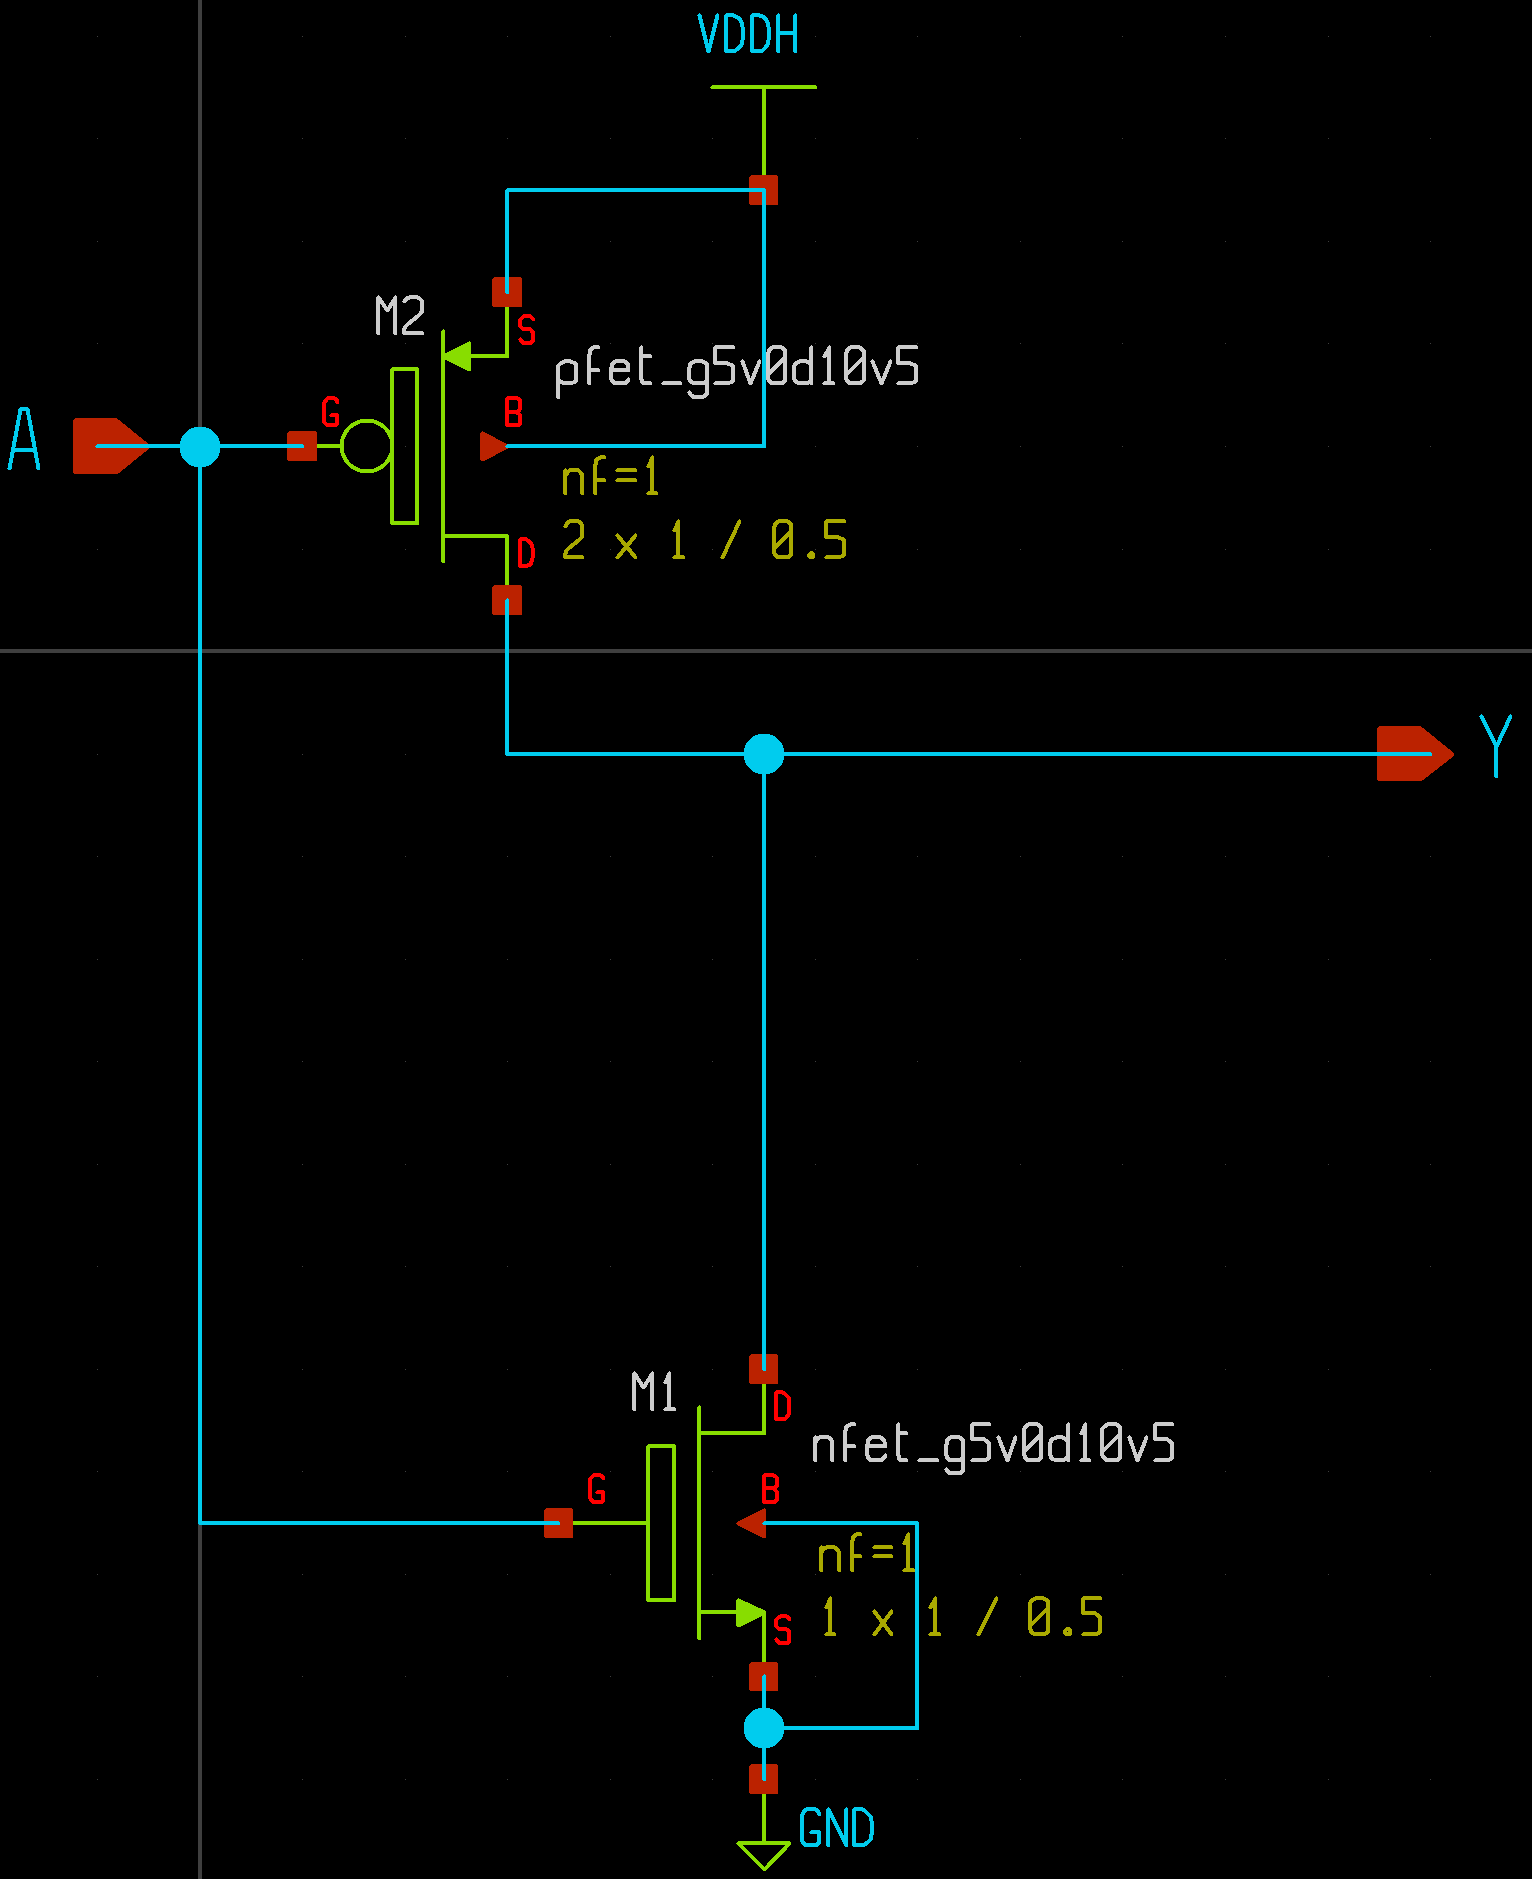 VDDH
M2
S
pfet_g5v0d10v5
A
G
B
nf=1
2 x 1 / 0.5
D
Y
M1
D
nfet_g5v0d10v5
G
B
nf=1
1 x 1 / 0.5
S
GND